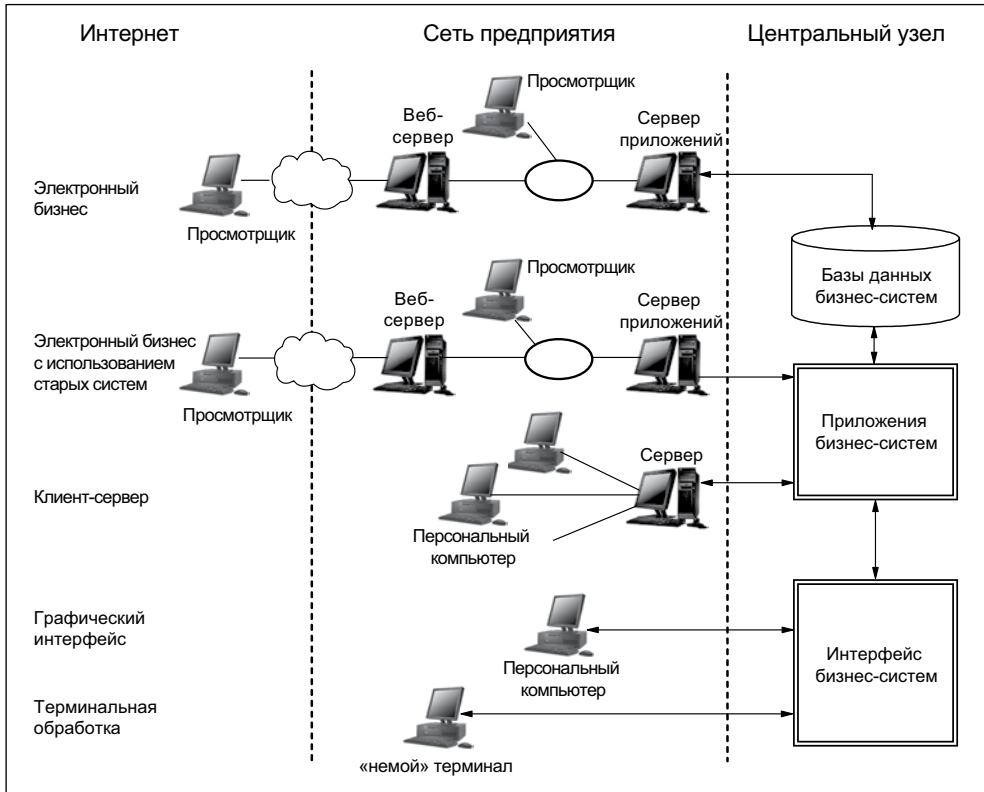 Интернет
Сеть предприятия
Центральный узел
Просмотрщик
Веб-
сервер
Сервер
приложений
Электронный
бизнес
Просмотрщик
Базы данных
бизнес-систем
Просмотрщик
Веб-
сервер
Сервер
приложений
Электронный бизнес
с использованием
старых систем
Просмотрщик
Приложения
бизнес-систем
Сервер
Клиент-сервер
Персональный
компьютер
Графический
интерфейс
Персональный
компьютер
Интерфейс
бизнес-систем
Терминальная
обработка
«немой» терминал